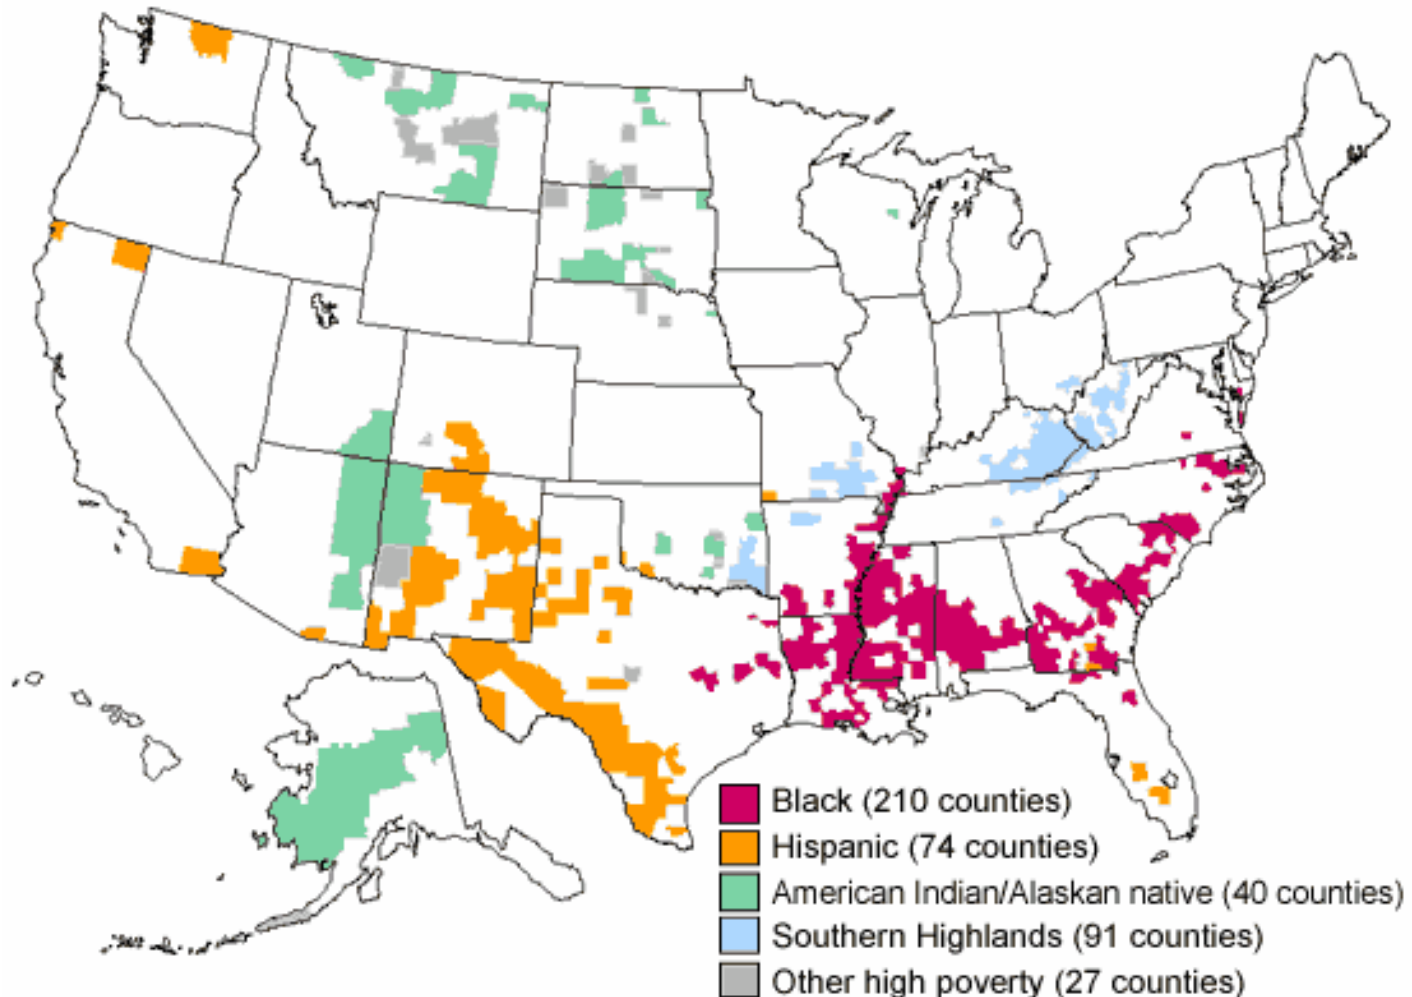 Black (210 counties)
Hispanic (74 counties)
American Indian/Alaskan native (40 counties)
Southern Highlands (91 counties)
Other high poverty (27 counties)